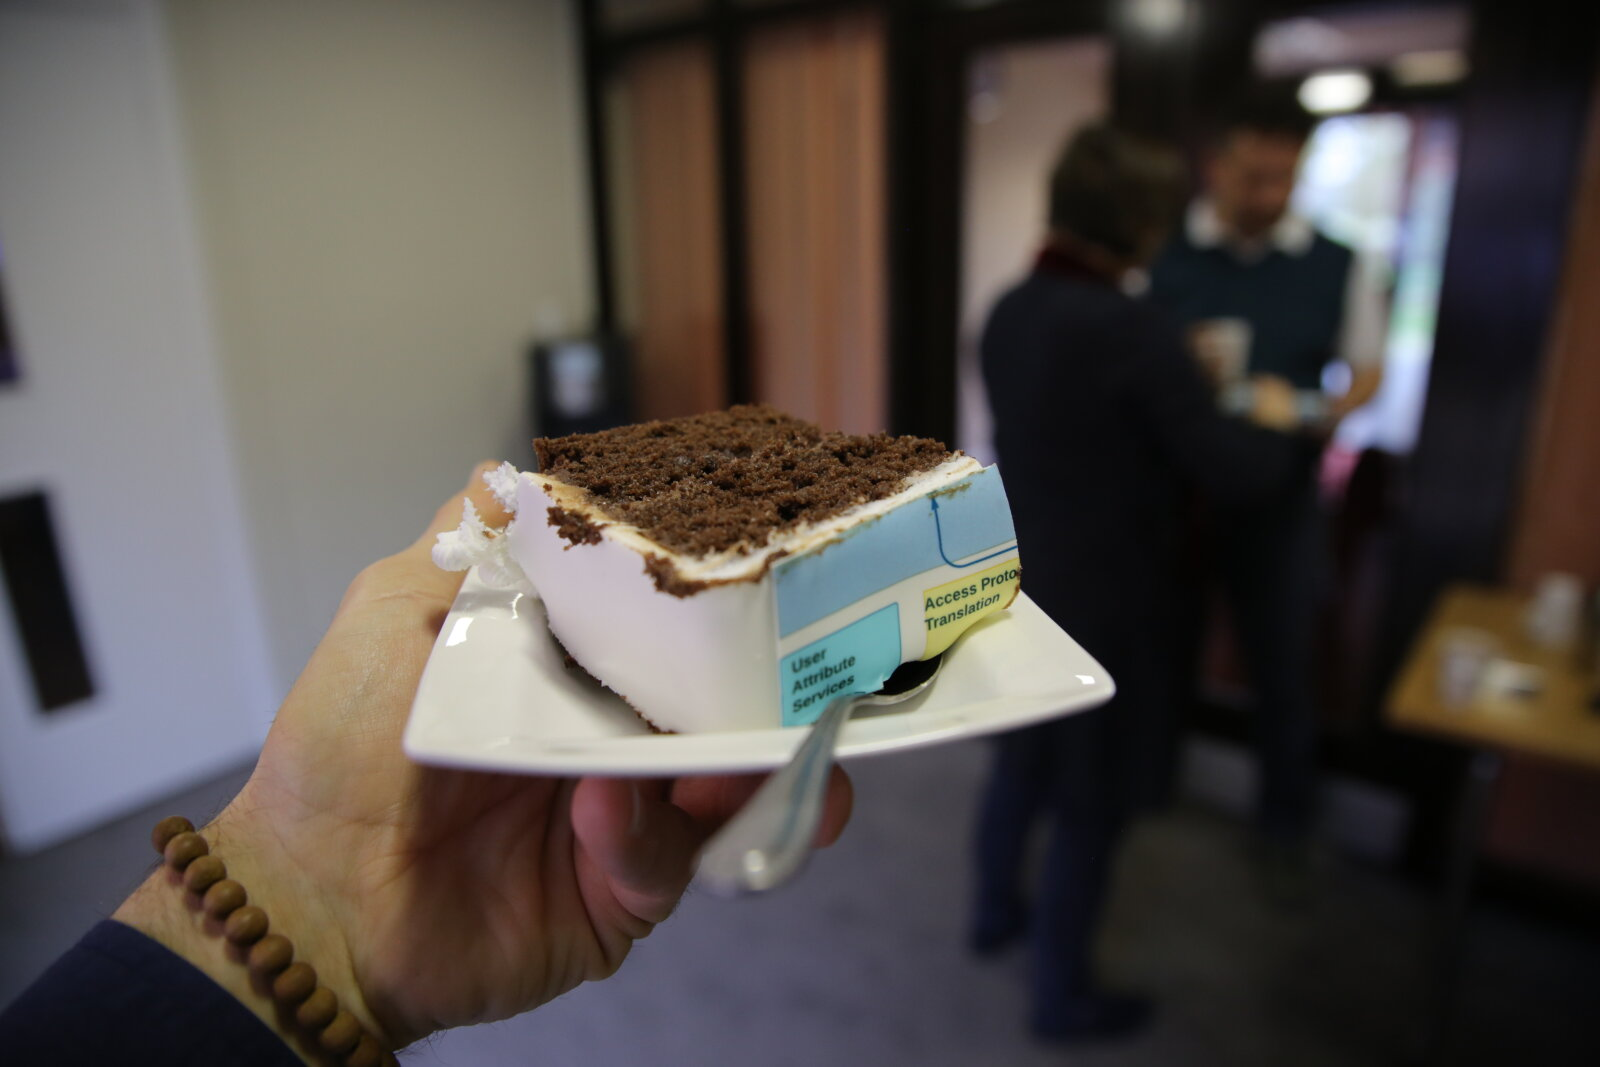 User
Attribute
Services
Access Proto
Translation